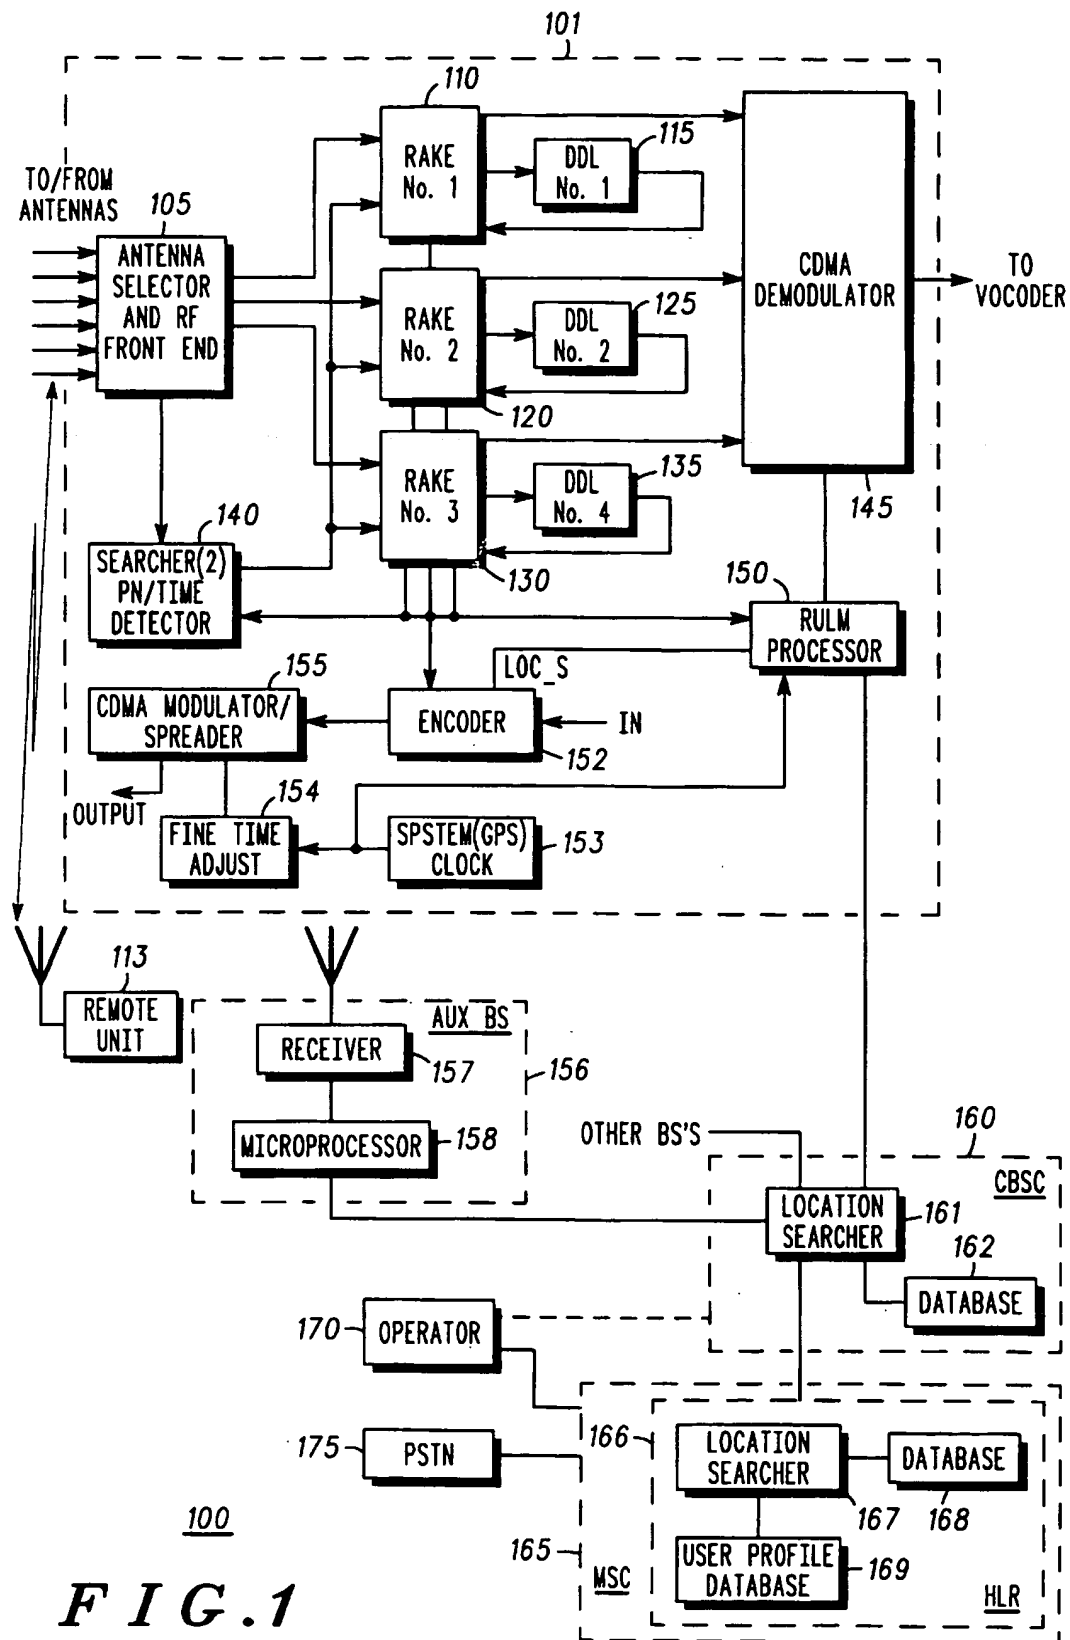 101
110
RAKE
No. 1
DDL
No. 1
115
TO/FROM
ANTENNAS
105
ANTENNA
SELECTOR
AND RF
FRONT END
CDMA
DEMODULATOR
TO
VOCODER
RAKE
No. 2
DDL
No. 2
125
120
RAKE
No. 3
DDL
No. 4
135
145
130
140
SEARCHER(2)
PN/TIME
DETECTOR
150
RULM
PROCESSOR
LOC_S
155
CDMA MODULATOR/
SPREADER
ENCODER
IN
152
OUTPUT
154
FINE TIME
ADJUST
SPSTEM(GPS)
CLOCK
153
113
REMOTE
UNIT
AUX BS
RECEIVER
157
156
MICROPROCESSOR
158
OTHER BS'S
160
CBSC
LOCATION
SEARCHER
161
162
DATABASE
170
OPERATOR
175
PSTN
166
LOCATION
SEARCHER
167
DATABASE
168
165
MSC
USER PROFILE
DATABASE
169
HLR
100
FIG.1